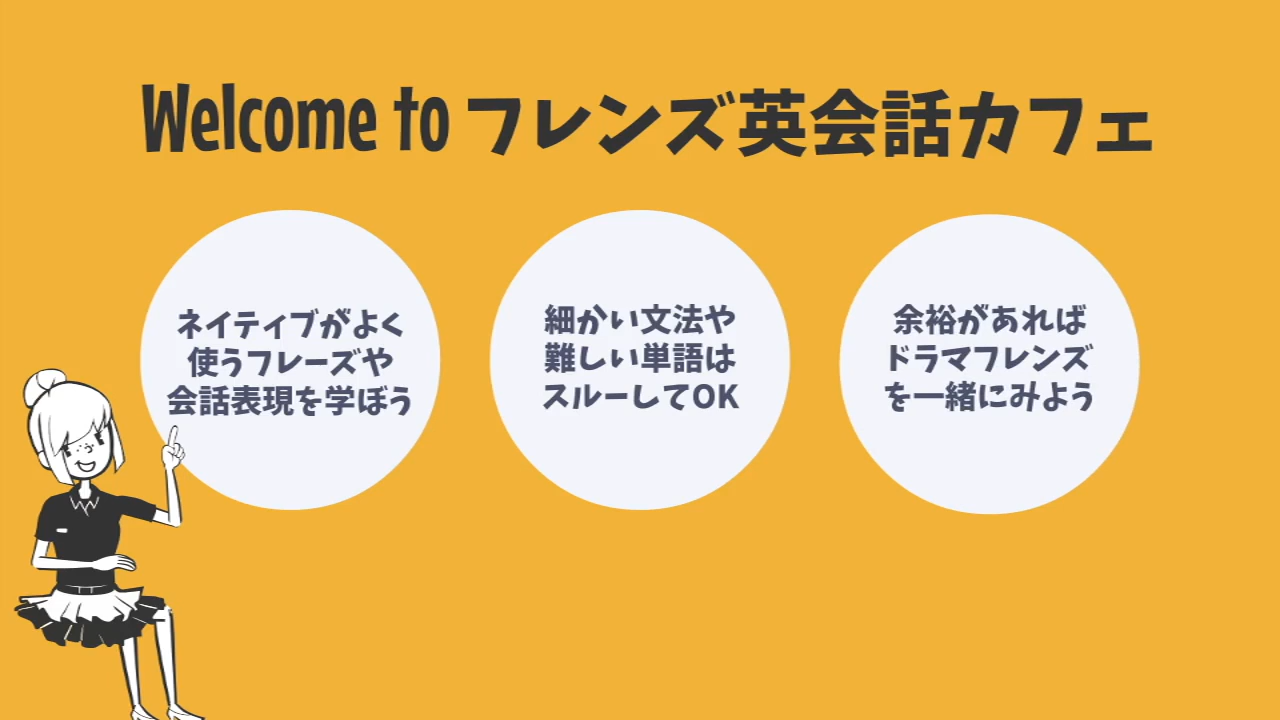 Welcome to フレンズ英会話カフェ
ネイティブがよく
使うフレーズや
会話表現を学ぼう
細かい文法や
難しい単語は
スルーしてOK
余裕があれば
ドラマフレンズ
を一緒にみよう